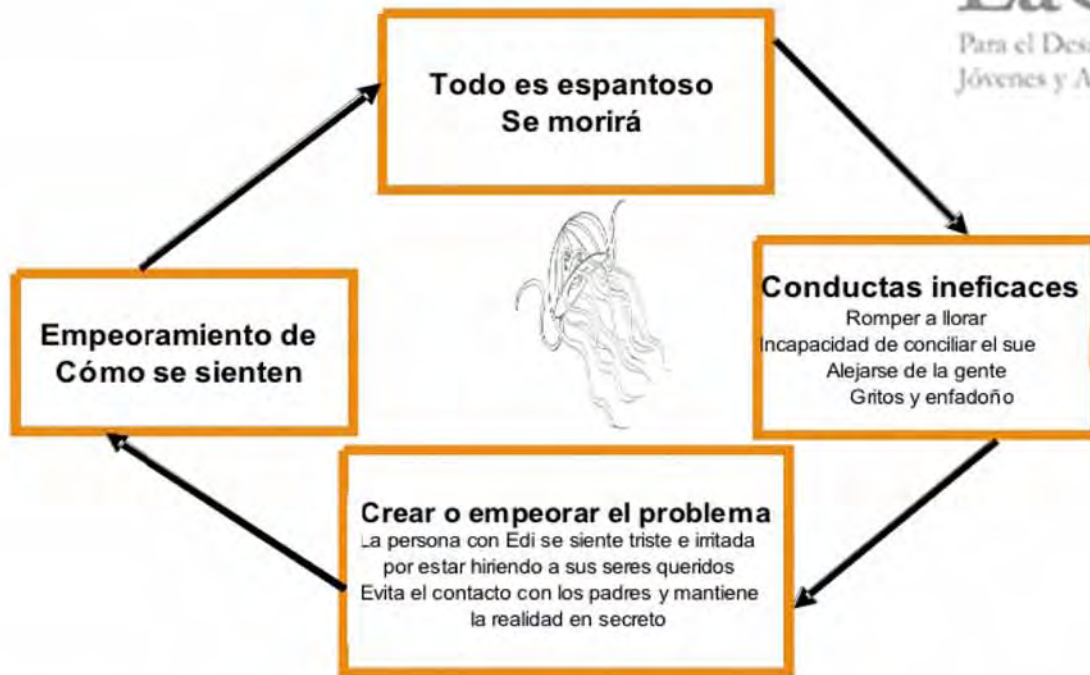 Para el
Jóvenes y
Todo es espantoso
Se morirá
Conductas ineficaces
Romper a llorar
Incapacidad de conciliar el sue
Alejarse de la gente
Gritos y enfadoño
Crear o empeorar el problema
La persona con Edi se siente triste e irritada
por estar hiriendo a sus seres queridos
Evita el contacto con los padres y mantiene
la realidad en secreto
Empeoramiento de
Cómo se sienten